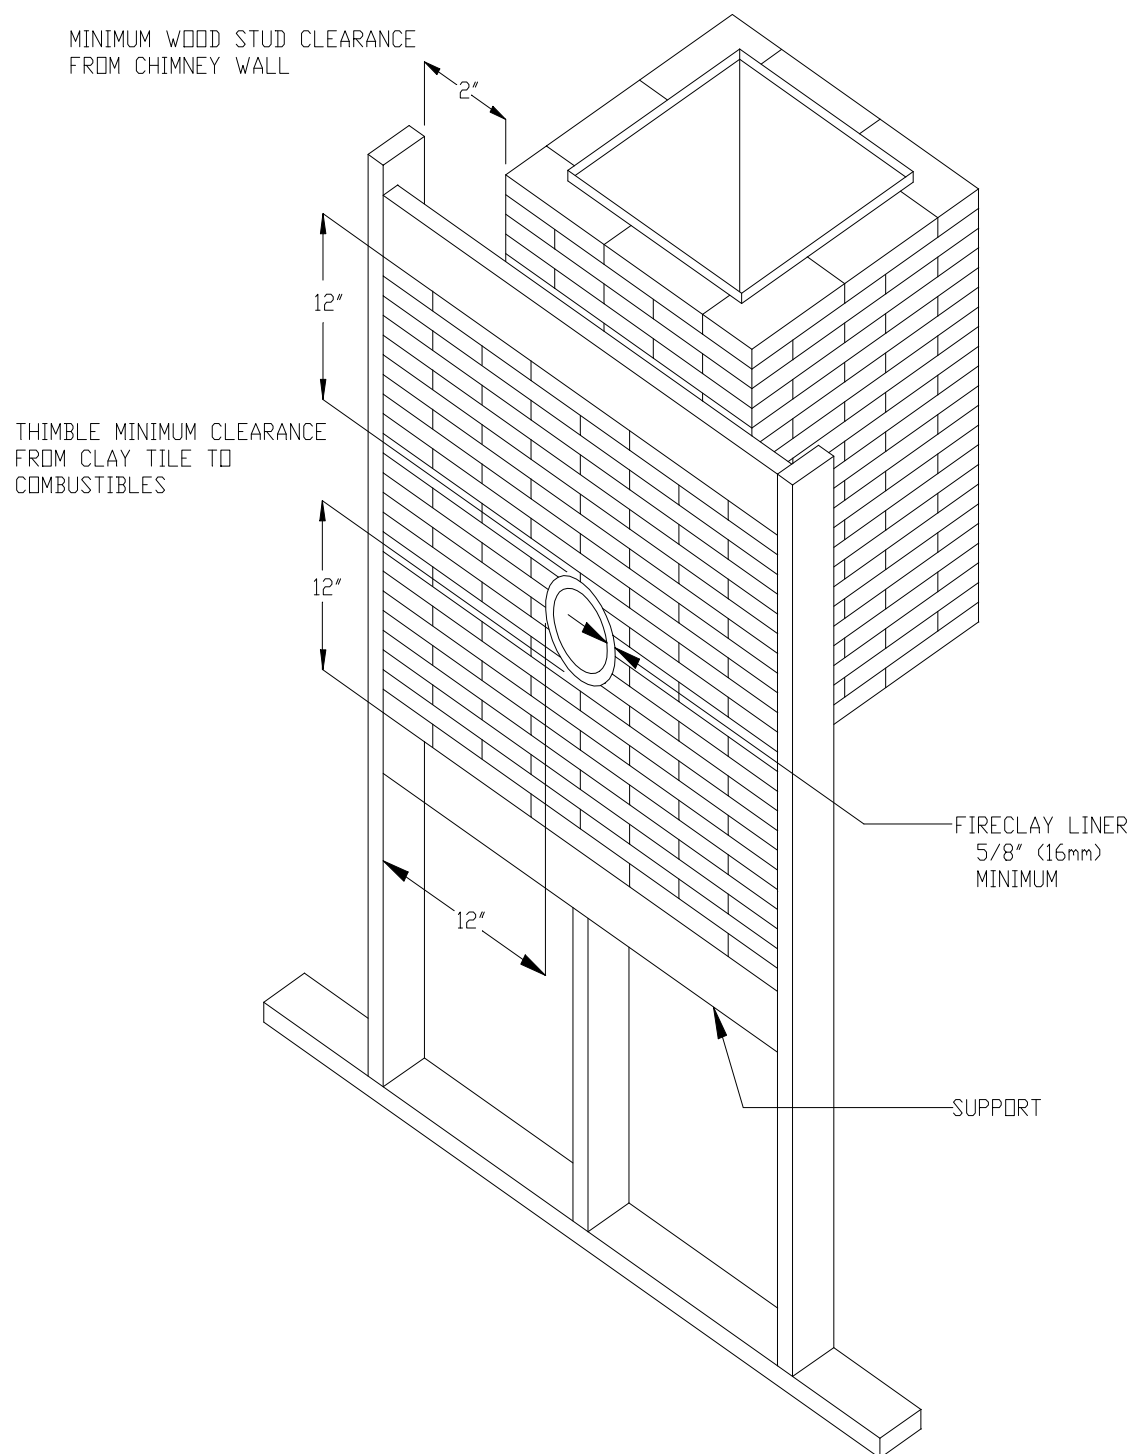 MINIMUM WOOD STUD CLEARANCE
FROM CHIMNEY WALL
2"
12"
THIMBLE MINIMUM CLEARANCE
FROM CLAY TILE TO
COMBUSTIBLES
12"
FIRECLAY LINER
5/8" (16mm)
MINIMUM
12"
SUPPORT